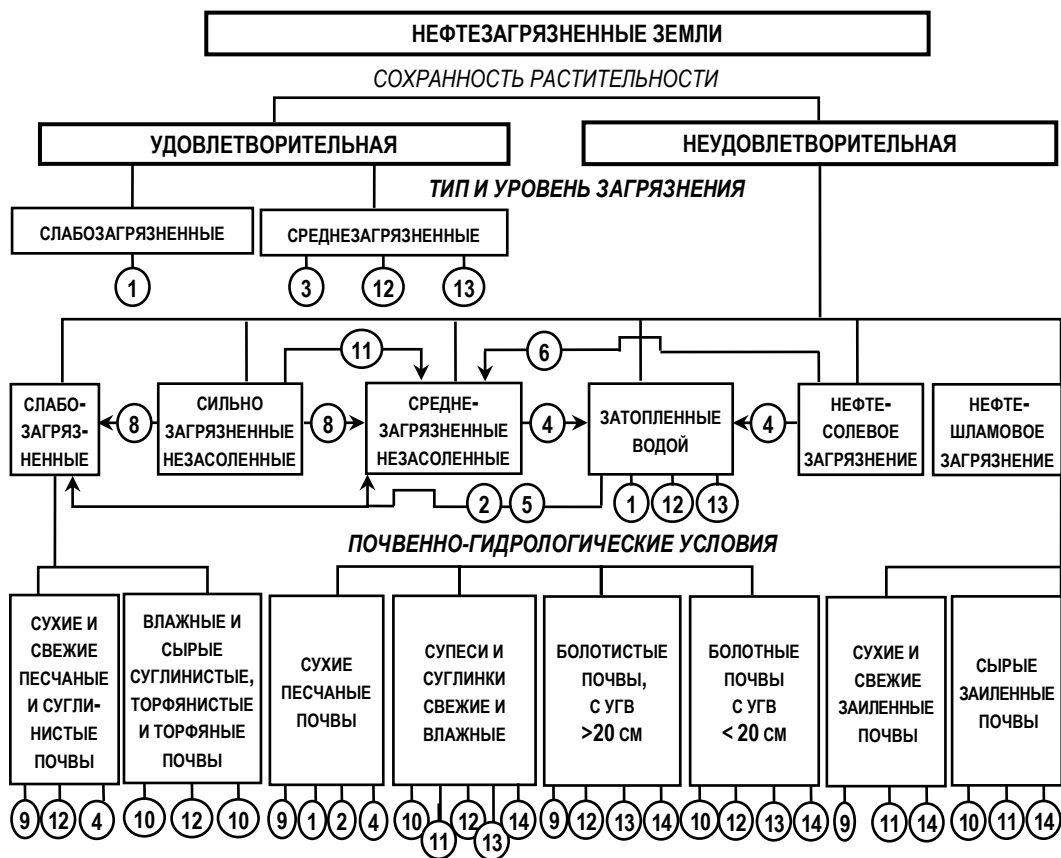 НЕФТЕЗАГРЯЗНЕННЫЕ ЗЕМЛИ
СОХРАННОСТЬ РАСТИТЕЛЬНОСТИ
УДОВЛЕТВОРИТЕЛЬНАЯ
НЕУДОВЛЕТВОРИТЕЛЬНАЯ
ТИП И УРОВЕНЬ ЗАГРЯЗНЕНИЯ
СЛАБОЗАГРЯЗНЕННЫЕ
СРЕДНЕЗАГРЯЗНЕННЫЕ
1
3 12 13
11
6
СЛАБО-
ЗАГРЯЗ-
НЕННЫЕ
8
СИЛЬНО
ЗАГРЯЗНЕННЫЕ
НЕЗАСОЛЕННЫЕ
8
СРЕДНЕ-
ЗАГРЯЗНЕННЫЕ
НЕЗАСОЛЕННЫЕ
4
ЗАТОПЛЕННЫЕ
ВОДОЙ
4
НЕФТЕ-
СОЛЕВОЕ
ЗАГРЯЗНЕНИЕ
НЕФТЕ-
ШЛАМОВОЕ
ЗАГРЯЗНЕНИЕ
2 5
1 12 13
ПОЧВЕННО-ГИДРОЛОГИЧЕСКИЕ УСЛОВИЯ
СУХИЕ И
СВЕЖИЕ
ПЕСЧАНЫЕ
И СУГЛИ-
НИСТЫЕ
ПОЧВЫ
ВЛАЖНЫЕ И
СЫРЫЕ
СУГЛИНИСТЫЕ,
ТОРФЯНИСТЫЕ
И ТОРФЯНЫЕ
ПОЧВЫ
СУХИЕ
ПЕСЧАНЫЕ
ПОЧВЫ
СУПЕСИ И
СУГЛИНКИ
СВЕЖИЕ И
ВЛАЖНЫЕ
БОЛОТИСТЫЕ
ПОЧВЫ,
С УГВ
>20 СМ
БОЛОТНЫЕ
ПОЧВЫ
С УГВ
< 20 СМ
СУХИЕ И
СВЕЖИЕ
ЗАИЛЕННЫЕ
ПОЧВЫ
СЫРЫЕ
ЗАИЛЕННЫЕ
ПОЧВЫ
9 12 4
10 12 10
9 1 2 4
10 11 12 13 14
9 12 13 14
10 12 13 14
9 11 14
10 11 14